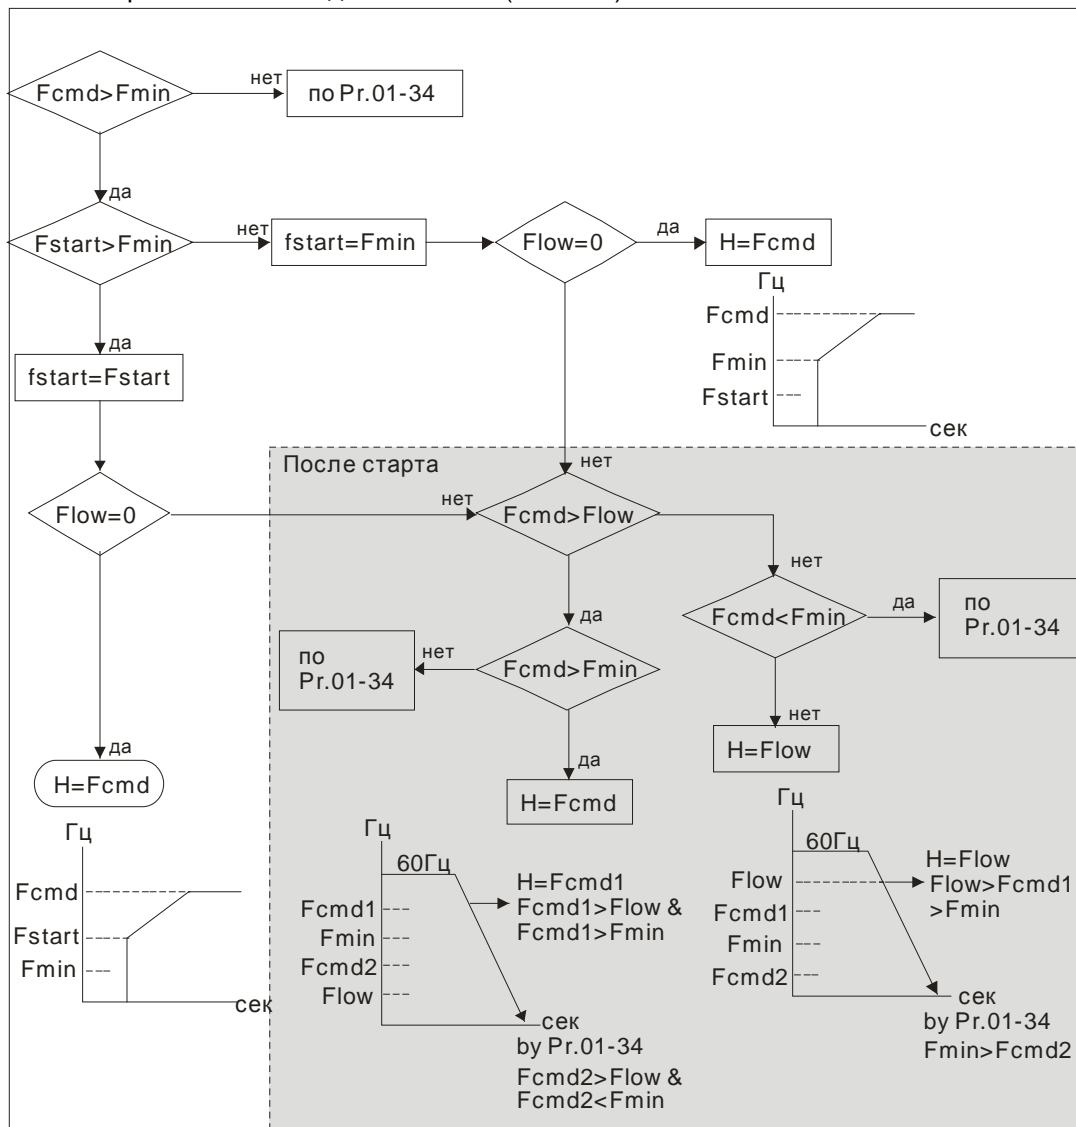 Fcmd>Fmin
нет
по Pr.01-34
да
Fstart>Fmin
нет
fstart=Fmin
Flow=0
да
H=Fcmd
Гц
Fcmd
Fmin
Fstart
сек
да
fstart=Fstart
После старта
нет
Flow=0
нет
Fcmd>Flow
нет
да
Fcmd<Fmin
да
по
Pr.01-34
по
Pr.01-34
нет
Fcmd>Fmin
нет
H=Flow
да
H=Fcmd
да
H=Fcmd
Гц
Fcmd
Fstart
Fmin
сек
Гц
60Гц
Fcmd1
Fmin
Fcmd2
Flow
H=Fcmd1
Fcmd1>Flow &
Fcmd1>Fmin
сек
by Pr.01-34
Fcmd2>Flow &
Fcmd2<Fmin
Гц
60Гц
Flow
Fcmd1
Fmin
Fcmd2
H=Flow
Flow>Fcmd1
>Fmin
сек
by Pr.01-34
Fmin>Fcmd2